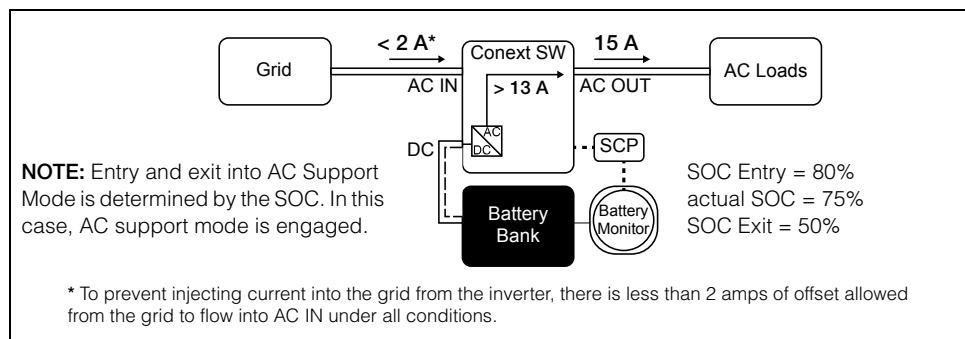 < 2 A*
15 A
Grid
Conext SW
AC Loads
AC IN
> 13 A
AC OUT
AC
DC
DC
SCP
NOTE: Entry and exit into AC Support
Mode is determined by the SOC. In this
case, AC support mode is engaged.
Battery
Bank
Battery
Monitor
SOC Entry = 80%
actual SOC = 75%
SOC Exit = 50%
* To prevent injecting current into the grid from the inverter, there is less than 2 amps of offset allowed
from the grid to flow into AC IN under all conditions.